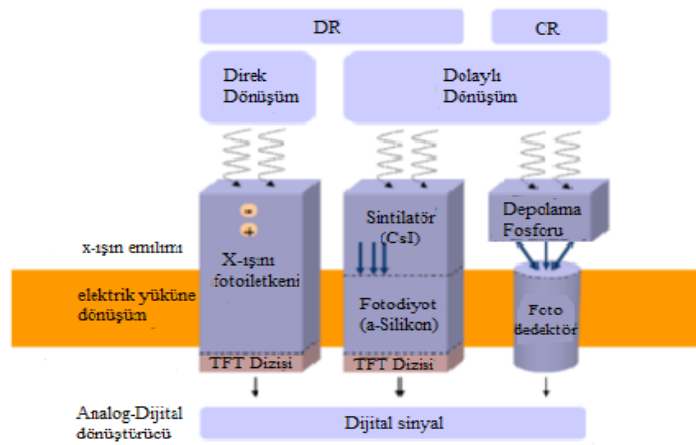 DR
CR
Direk
Dönüşüm
Dolaylı
Dönüşüm
x-ışın emilimi
elektrik yüküne
dönüşüm
-
+
X-ışını
fotoiletkeni
TFT Dizisi
Sintilatör
(CsI)
Fotodiyot
(a-Silikon)
TFT Dizisi
Depolama
Fosforu
Foto
dedektör
Analog-Dijital
dönüştürücü
Dijital sinyal